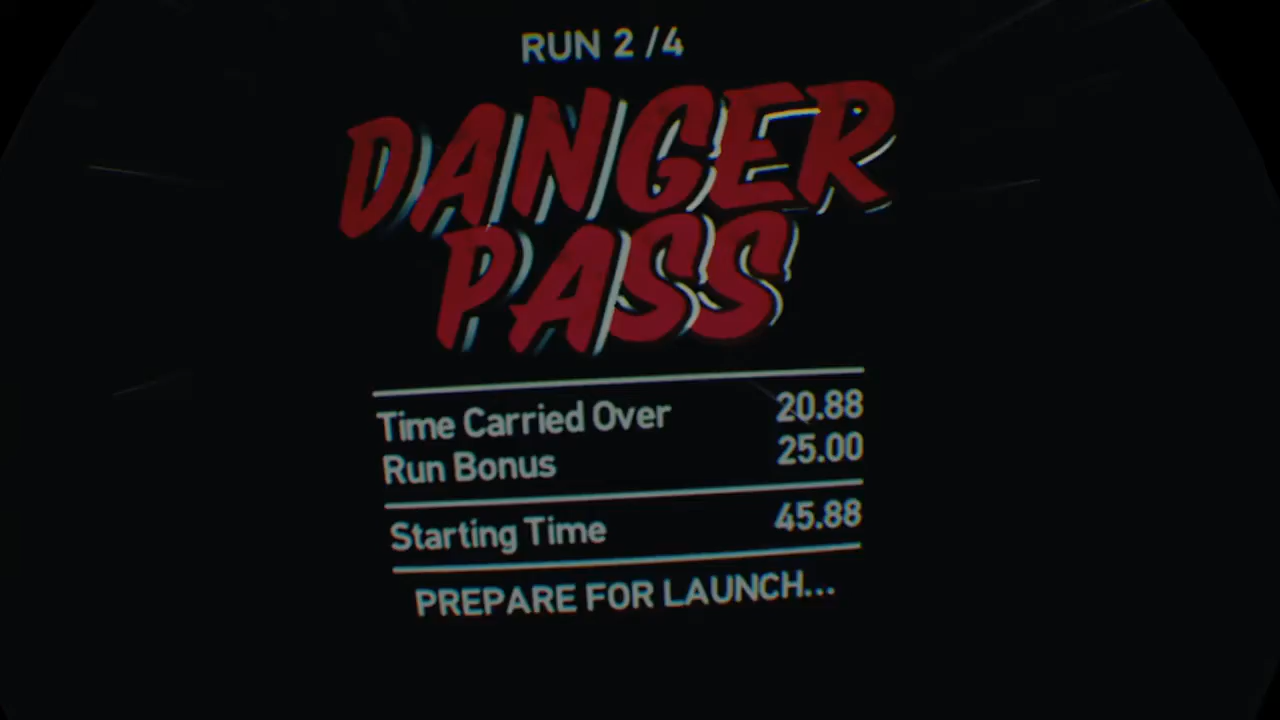 RUN 2 /4
DANGER
PASS
Time Carried Over 20.88
Run Bonus 25.00
Starting Time 45.88
PREPARE FOR LAUNCH...